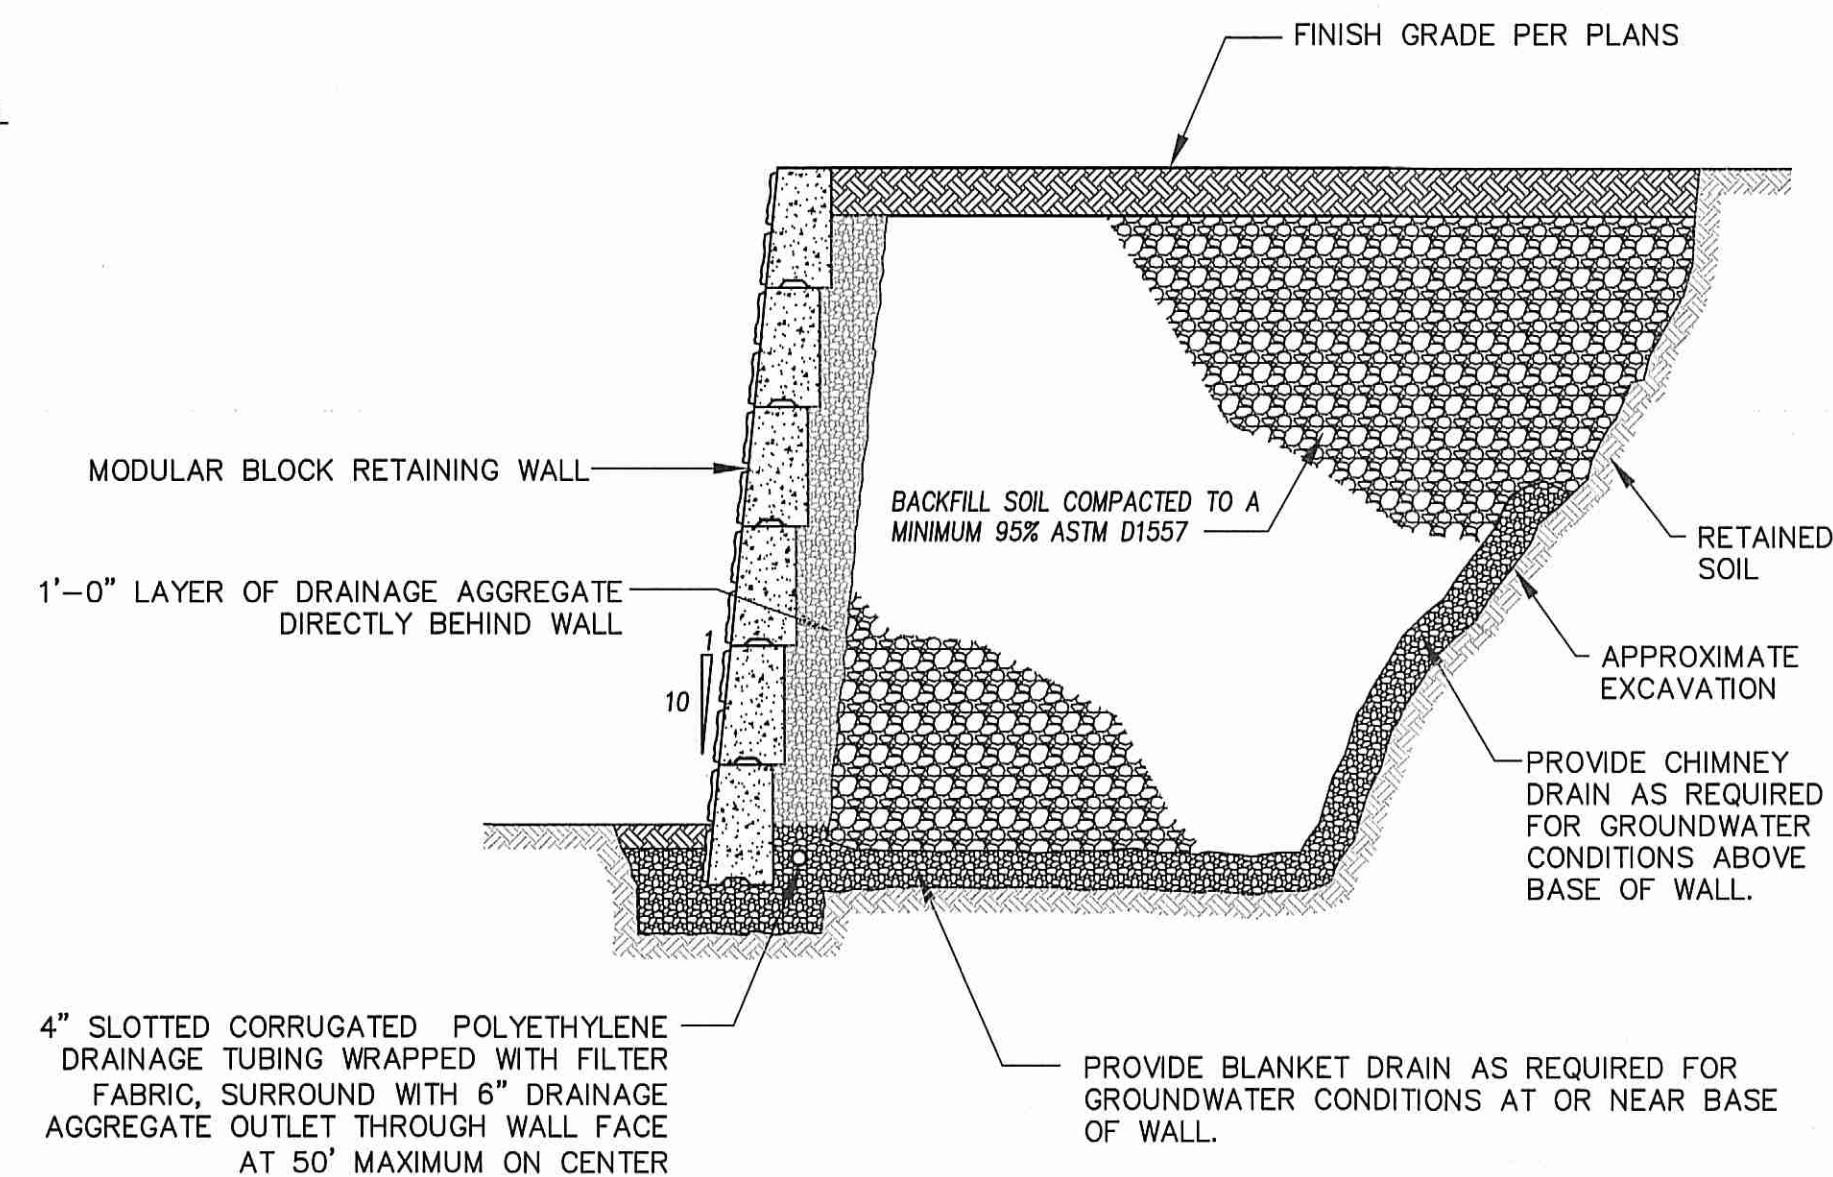 FINISH GRADE PER PLANS
MODULAR BLOCK RETAINING WALL
BACKFILL SOIL COMPACTED TO A
MINIMUM 95% ASTM D1557
RETAINED
SOIL
1'-0" LAYER OF DRAINAGE AGGREGATE
DIRECTLY BEHIND WALL
1
10
APPROXIMATE
EXCAVATION
PROVIDE CHIMNEY
DRAIN AS REQUIRED
FOR GROUNDWATER
CONDITIONS ABOVE
BASE OF WALL.
4" SLOTTED CORRUGATED POLYETHYLENE
DRAINAGE TUBING WRAPPED WITH FILTER
FABRIC, SURROUND WITH 6" DRAINAGE
AGGREGATE OUTLET THROUGH WALL FACE
AT 50' MAXIMUM ON CENTER
PROVIDE BLANKET DRAIN AS REQUIRED FOR
GROUNDWATER CONDITIONS AT OR NEAR BASE
OF WALL.